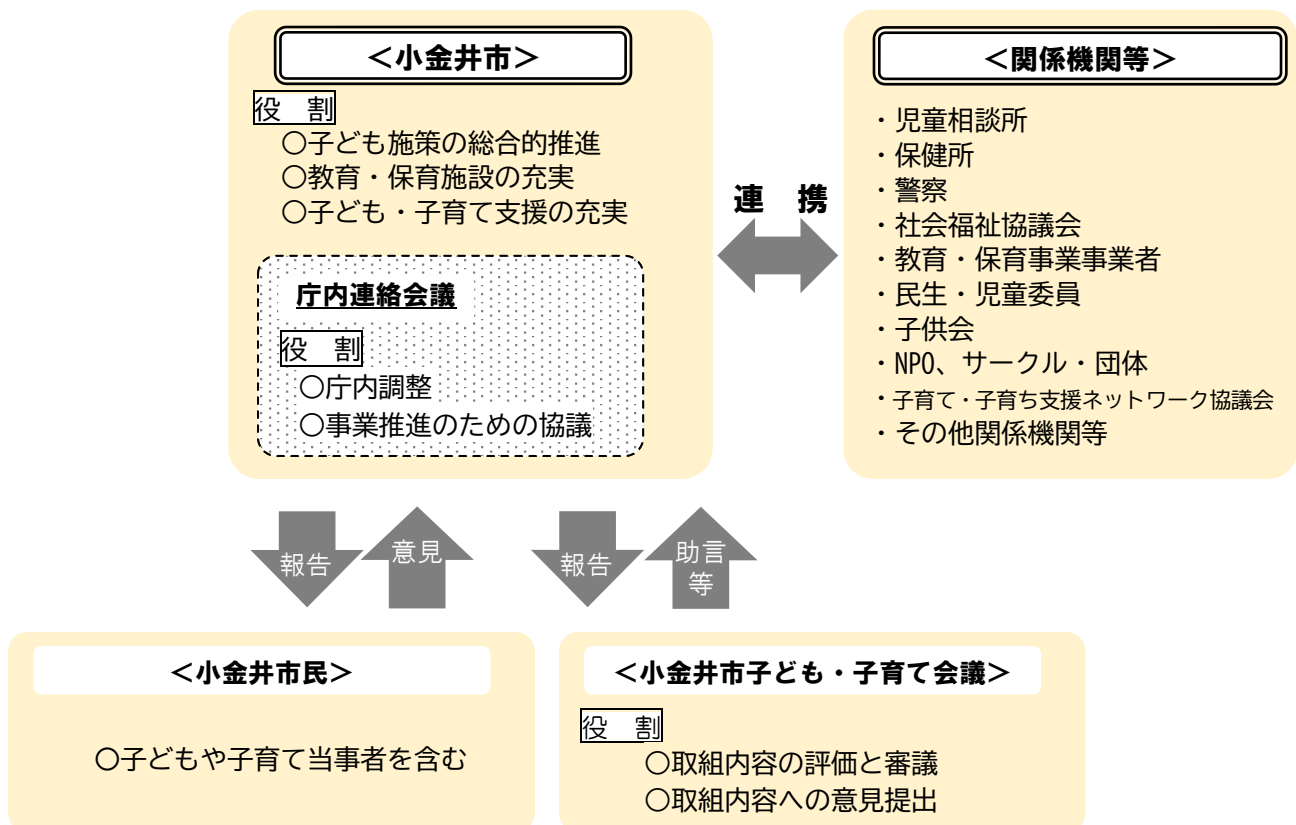 ＜小金井市＞
役　割
〇子ども施策の総合的推進
〇教育・保育施設の充実
〇子ども・子育て支援の充実
庁内連絡会議
役　割
〇庁内調整
〇事業推進のための協議
連　携
＜関係機関等＞
・児童相談所
・保健所
・警察
・社会福祉協議会
・教育・保育事業事業者
・民生・児童委員
・子供会
・NPO、サークル・団体
・子育て・子育ち支援ネットワーク協議会
・その他関係機関等
報告
意見
報告
助言
等
＜小金井市民＞
〇子どもや子育て当事者を含む
＜小金井市子ども・子育て会議＞
役　割
〇取組内容の評価と審議
〇取組内容への意見提出